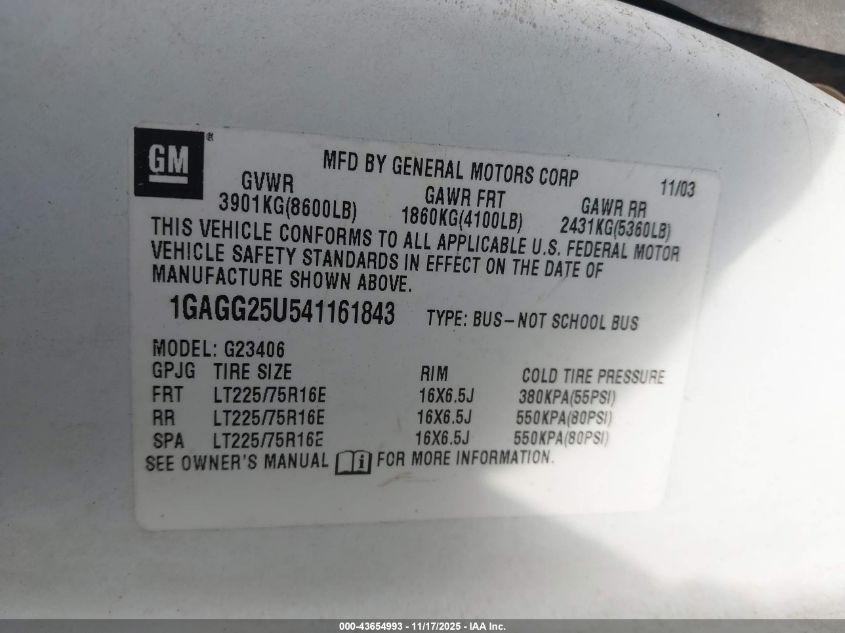 GM®
MFD BY GENERAL MOTORS CORP 11/03
GVWR GAWR FRT GAWR RR
3901KG(8600LB) 1860KG(4100LB) 2431KG(5360LB)
THIS VEHICLE CONFORMS TO ALL APPLICABLE U.S. FEDERAL MOTOR
VEHICLE SAFETY STANDARDS IN EFFECT ON THE DATE OF
MANUFACTURE SHOWN ABOVE.
1GAGG25U541161843 TYPE: BUS-NOT SCHOOL BUS
MODEL: G23406
GPJG TIRE SIZE RIM COLD TIRE PRESSURE
FRT LT225/75R16E 16X6.5J 380KPA(55PSI)
RR LT225/75R16E 16X6.5J 550KPA(80PSI)
SPA LT225/75R16E 16X6.5J 550KPA(80PSI)
SEE OWNER'S MANUAL i FOR MORE INFORMATION.
000-43654993 - 11/17/2025 - IAA Inc.